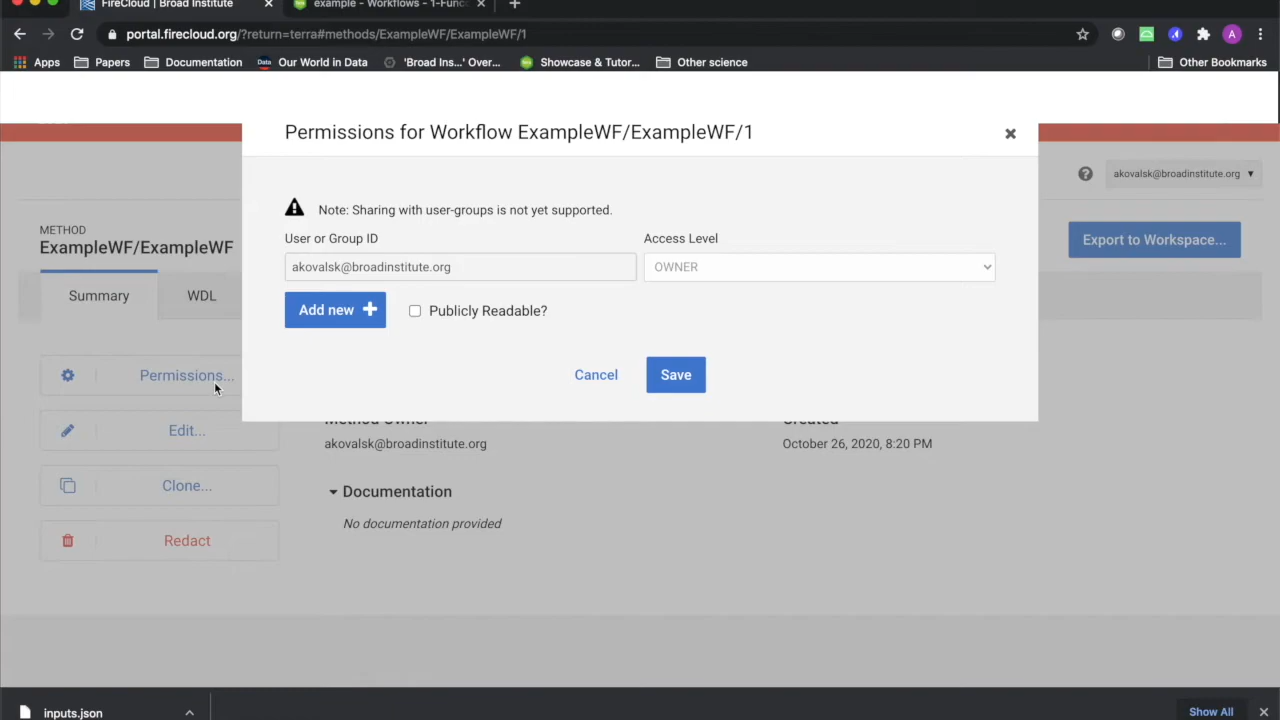 FireCloud | Broad Institute
example - Workflows - 1-Func
portal.firecloud.org/?return=terra#methods/ExampleWF/ExampleWF/1
A
Apps
Papers
Documentation
Data
Our World in Data
'Broad Ins...' Over...
Showcase & Tutor...
Other science
Other Bookmarks
Permissions for Workflow ExampleWF/ExampleWF/1
akovalsk@broadinstitute.org
Note: Sharing with user-groups is not yet supported.
METHOD
ExampleWF/ExampleWF
User or Group ID
Access Level
Export to Workspace...
akovalsk@broadinstitute.org
OWNER
Summary
WDL
Add new
Publicly Readable?
Permissions...
Cancel
Save
Method Owner
Created
Edit...
akovalsk@broadinstitute.org
October 26, 2020, 8:20 PM
Clone...
Documentation
No documentation provided
Redact
inputs.json
Show All